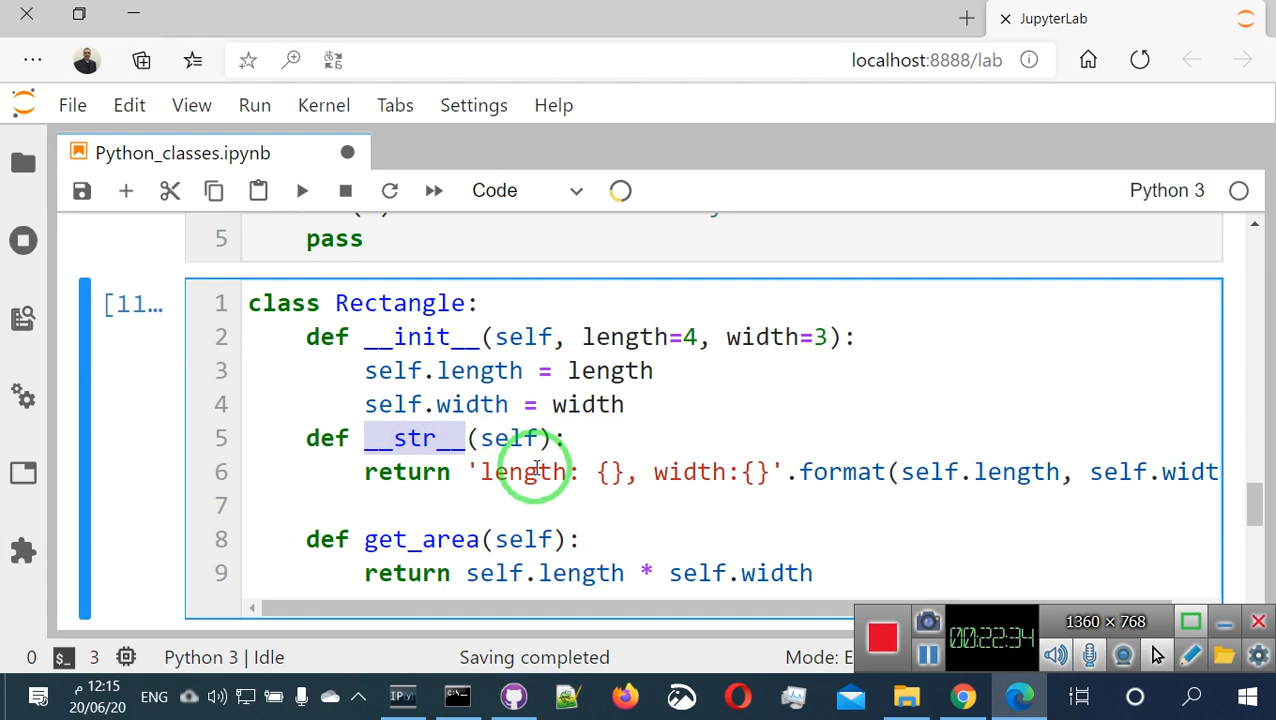 JupyterLab
localhost:8888/lab
File Edit View Run Kernel Tabs Settings Help
Python_classes.ipynb
Code Python 3
5 pass
[11…
1 class Rectangle:
2 def __init__(self, length=4, width=3):
3 self.length = length
4 self.width = width
5 def __str__(self):
6 return 'length: {}, width:{}'.format(self.length, self.widt
7
8 def get_area(self):
9 return self.length * self.width
1360 × 768
00:22:34
0 3 Python 3 | Idle Saving completed Mode: E
12:15 م ENG
20/06/20